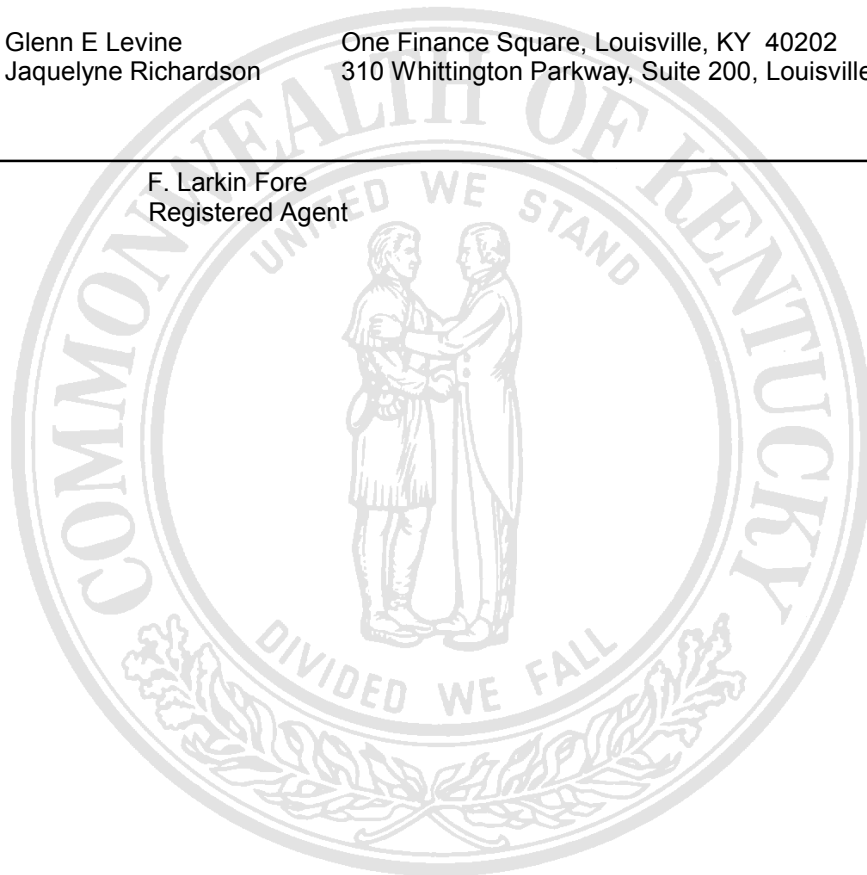 Glenn E Levine One Finance Square, Louisville, KY 40202
Jaquelyne Richardson 310 Whittington Parkway, Suite 200, Louisville
F. Larkin Fore
Registered Agent
COMMONWEALTH OF KENTUCKY
UNITED WE STAND
DIVIDED WE FALL